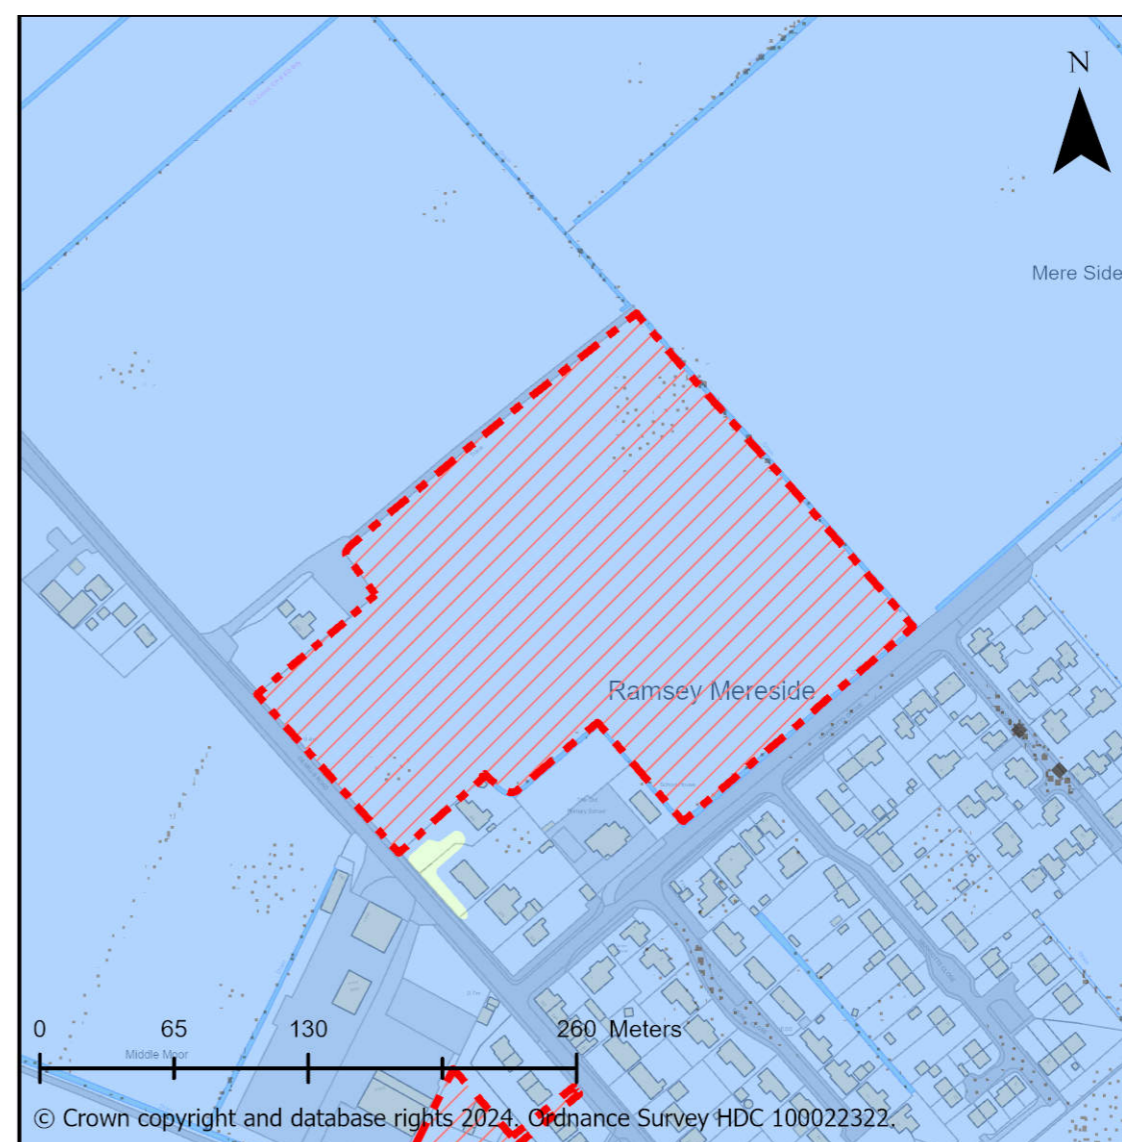 N
Mere Side
Ramsey Mereside
0 65 130 260 Meters
Middle Moor
© Crown copyright and database rights 2024. Ordnance Survey HDC 100022322.